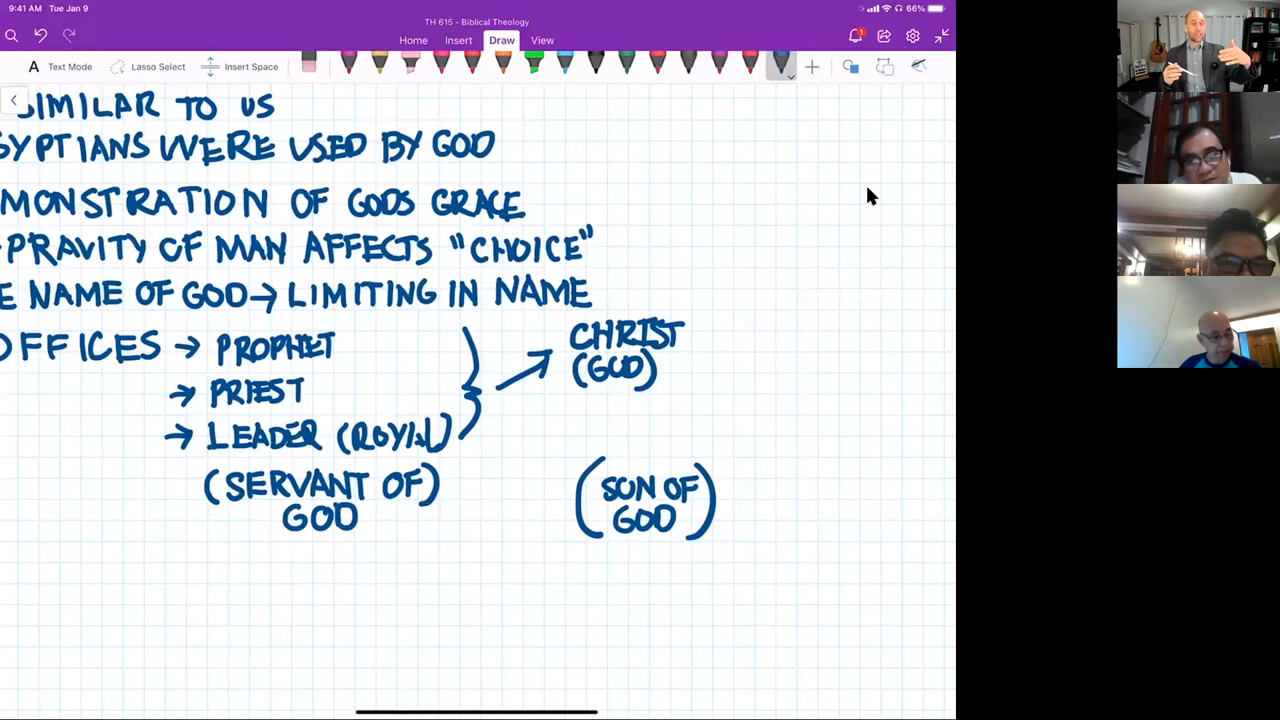 9:41 AM Tue Jan 9
66%
TH 615 - Biblical Theology
Home Insert Draw View
1
A Text Mode Lasso Select Insert Space
SIMILAR TO US
GYPTIANS WERE USED BY GOD
MONSTRATION OF GODS GRACE
PRAVITY OF MAN AFFECTS "CHOICE"
E NAME OF GOD → LIMITING IN NAME
OFFICES → PROPHET
→ PRIEST
→ LEADER (ROYAL)
(SERVANT OF)
GOD
CHRIST
(GOD)
(SON OF
GOD)